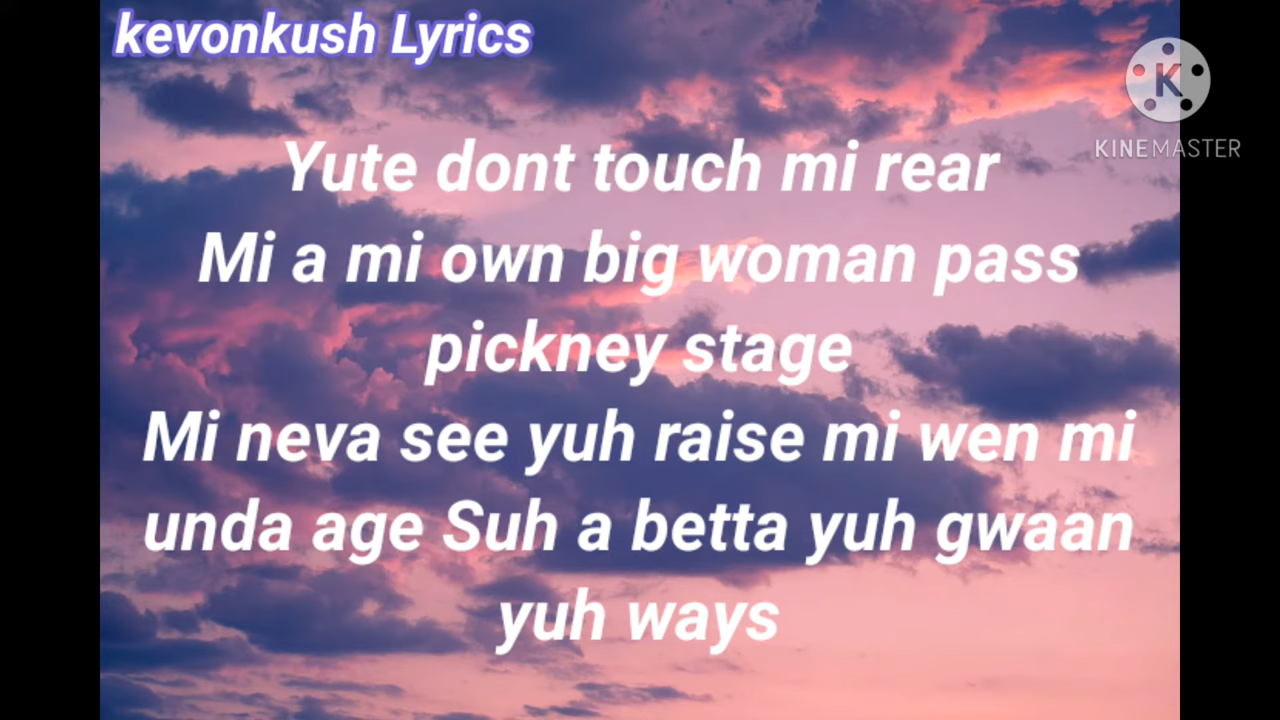 kevonkush Lyrics
K
KINEMASTER
Yute dont touch mi rear
Mi a mi own big woman pass
pickney stage
Mi neva see yuh raise mi wen mi
unda age Suh a betta yuh gwaan
yuh ways